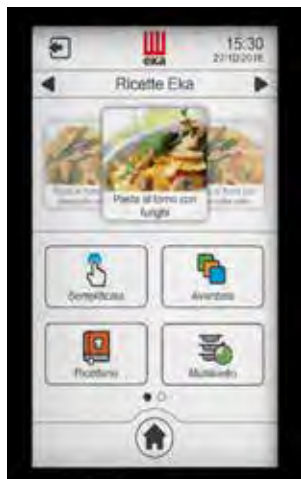 eka
15:30
27/10/2016
Ricette Eka
Pasta al forno con
funghi
Semplificata
Avanzata
Ricettario
Multilivello